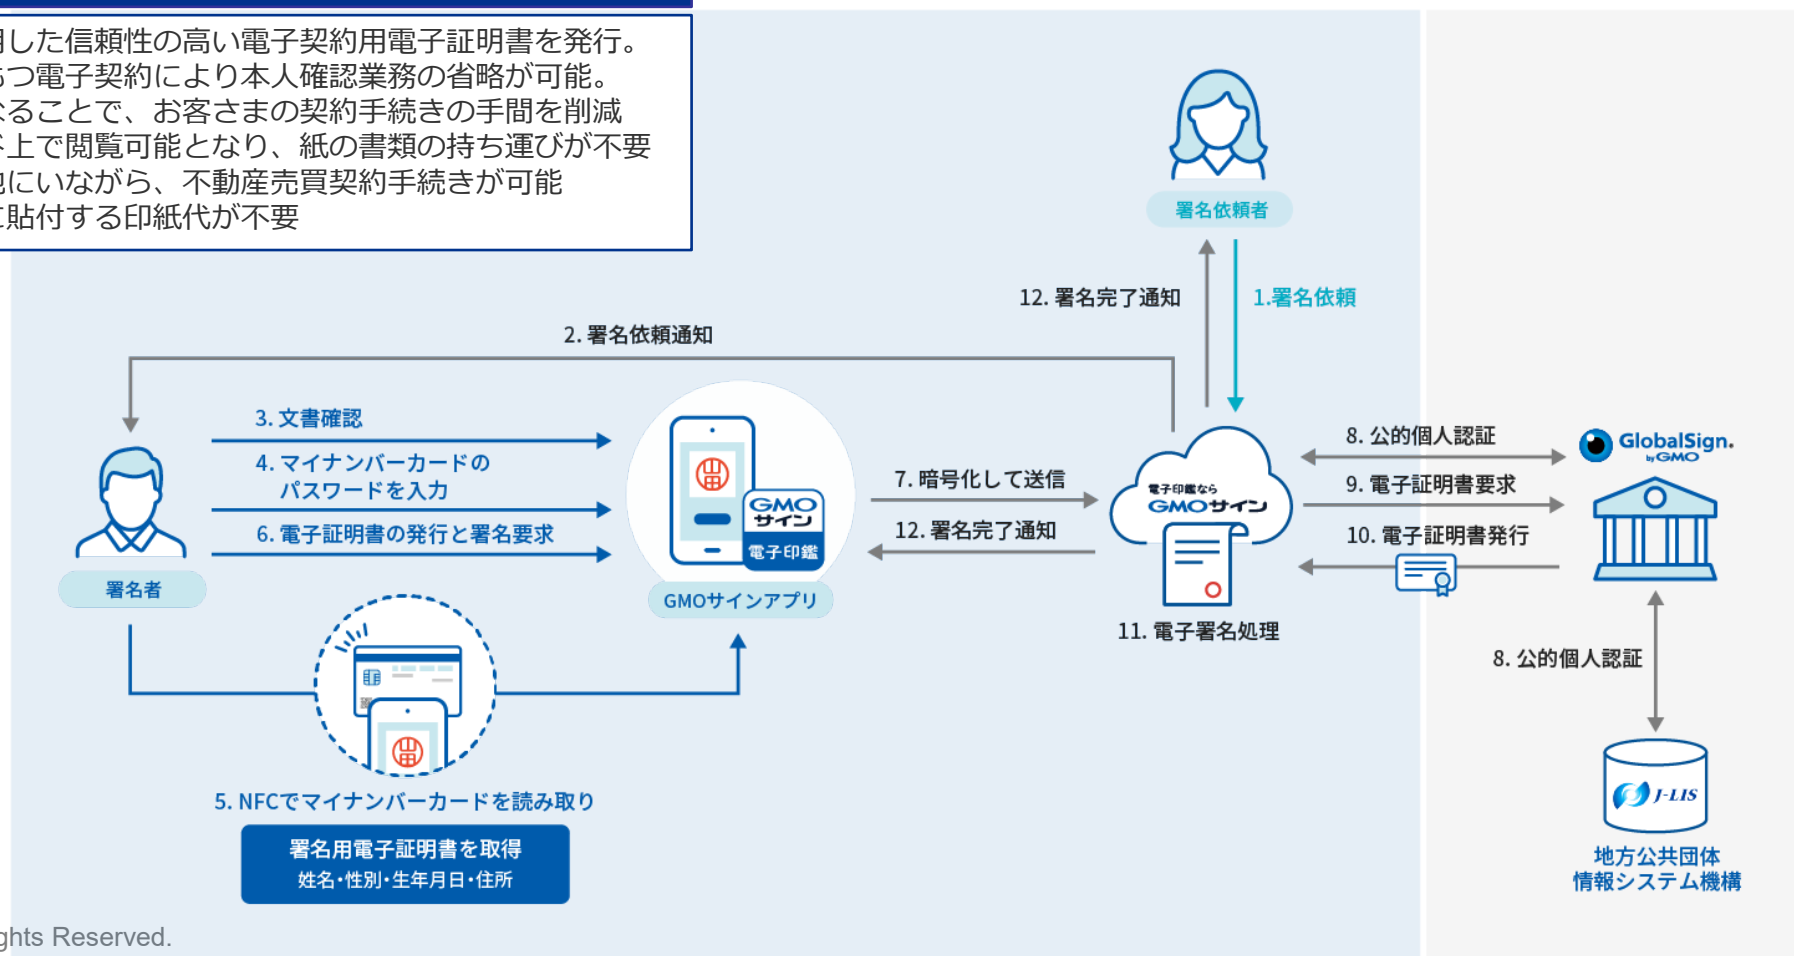 した信頼性の高い電子契約用電子証明書を発行。
つ電子契約により本人確認業務の省略が可能。
ることで、お客さまの契約手続きの手間を削減
上で閲覧可能となり、紙の書類の持ち運びが不要
にいながら、不動産売買契約手続きが可能
貼付する印紙代が不要
署名依頼者
12. 署名完了通知
1.署名依頼
2. 署名依頼通知
3. 文書確認
4. マイナンバーカードの
パスワードを入力
6. 電子証明書の発行と署名要求
署名者
GMO
サイン
電子印鑑
GMOサインアプリ
7. 暗号化して送信
12. 署名完了通知
電子印鑑なら
GMOサイン
11. 電子署名処理
8. 公的個人認証
9. 電子証明書要求
10. 電子証明書発行
GlobalSign.
by GMO
8. 公的個人認証
J-LIS
地方公共団体
情報システム機構
5. NFCでマイナンバーカードを読み取り
署名用電子証明書を取得
姓名・性別・生年月日・住所
ghts Reserved.